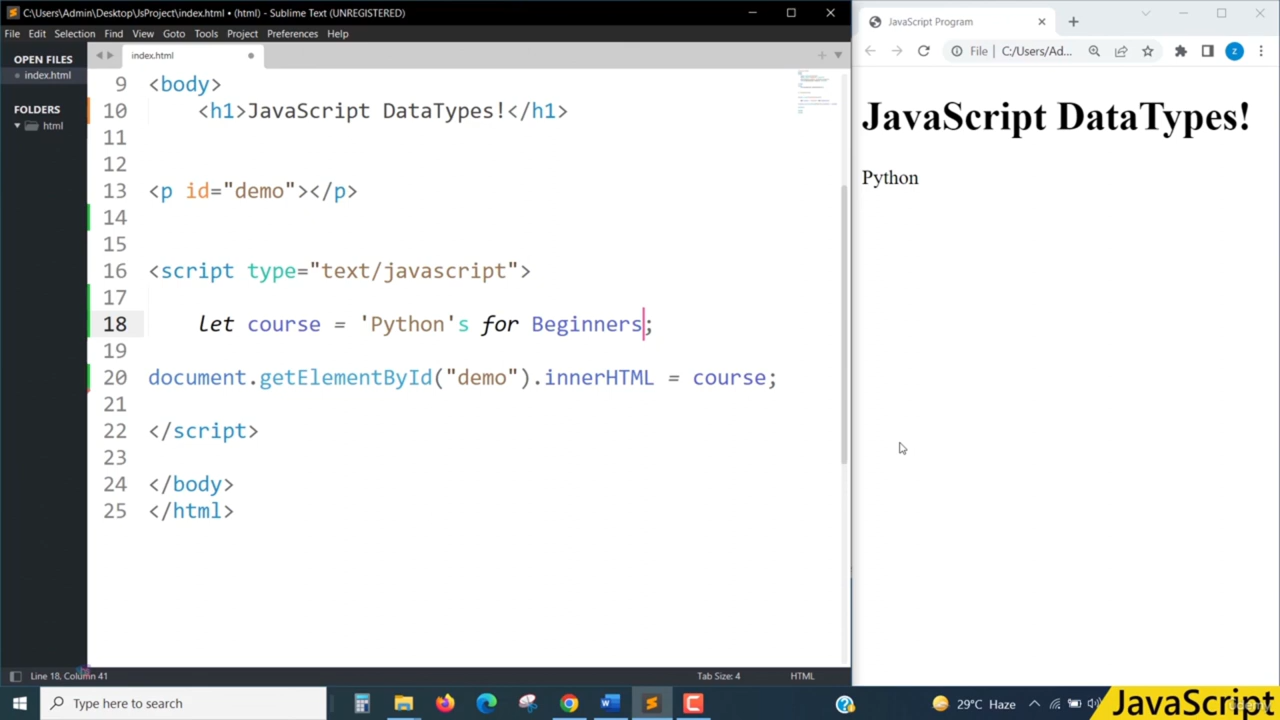 C:\Users\Admin\Desktop\JsProject\index.html • (html) - Sublime Text (UNREGISTERED)
File Edit Selection Find View Goto Tools Project Preferences Help
OPEN FILES
index.html
FOLDERS
html
index.html
9 <body>
10 <h1>JavaScript DataTypes!</h1>
11
12
13 <p id="demo"></p>
14
15
16 <script type="text/javascript">
17
18 let course = 'Python's for Beginners;
19
20 document.getElementById("demo").innerHTML = course;
21
22 </script>
23
24 </body>
25 </html>
Line 18, Column 41
Tab Size: 4
HTML
JavaScript Program
File | C:/Users/Ad...
z
JavaScript DataTypes!
Python
Type here to search
29°C Haze
JavaScript